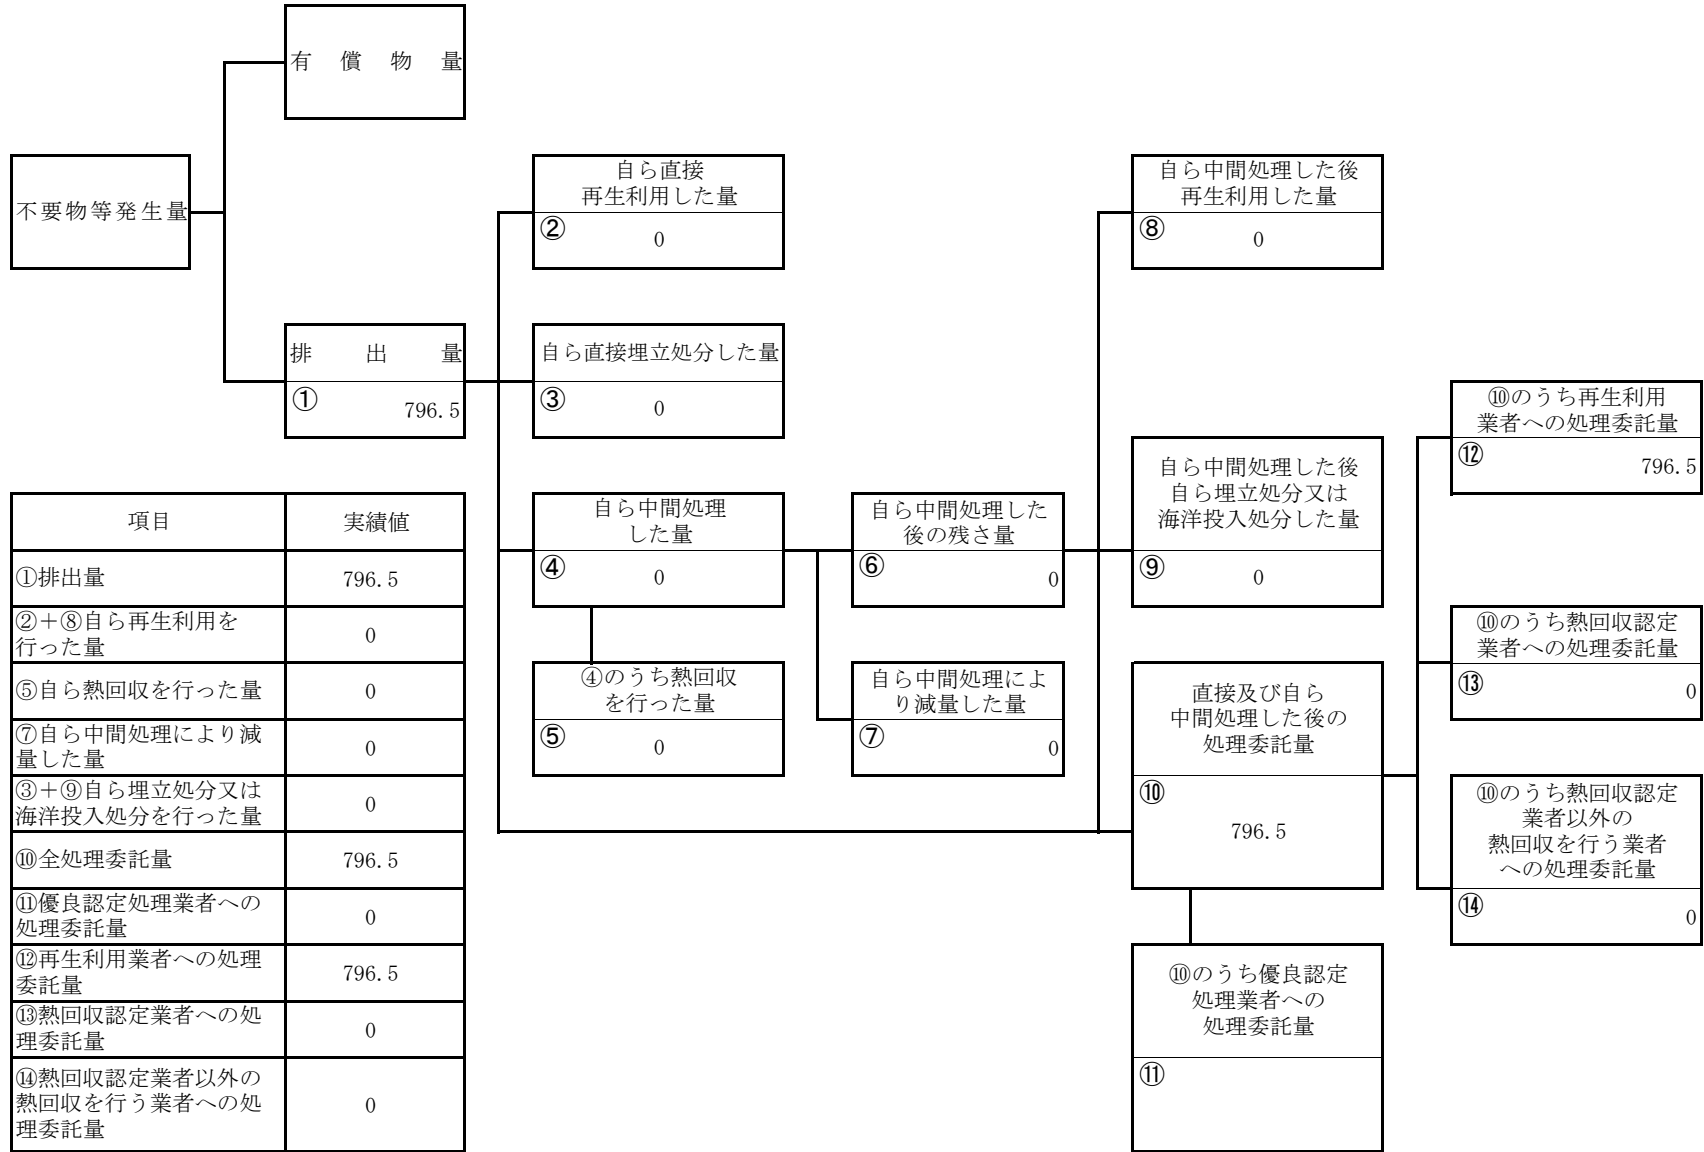 有償物量
不要物等発生量
排出量
①
796.5
自ら直接
再生利用した量
②
0
自ら直接埋立処分した量
③
0
自ら中間処理
した量
④
0
④のうち熱回収
を行った量
⑤
0
自ら中間処理した
後の残さ量
⑥
0
自ら中間処理によ
り減量した量
⑦
0
自ら中間処理した後
再生利用した量
⑧
0
自ら中間処理した後
自ら埋立処分又は
海洋投入処分した量
⑨
0
直接及び自ら
中間処理した後の
処理委託量
⑩
796.5
⑩のうち優良認定
処理業者への
処理委託量
⑪
⑩のうち再生利用
業者への処理委託量
⑫
796.5
⑩のうち熱回収認定
業者への処理委託量
⑬
0
⑩のうち熱回収認定
業者以外の
熱回収を行う業者
への処理委託量
⑭
0
項目 実績値
①排出量 796.5
②＋⑧自ら再生利用を
行った量
0
⑤自ら熱回収を行った量 0
⑦自ら中間処理により減
量した量
0
③＋⑨自ら埋立処分又は
海洋投入処分を行った量
0
⑩全処理委託量 796.5
⑪優良認定処理業者への
処理委託量
0
⑫再生利用業者への処理
委託量
796.5
⑬熱回収認定業者への処
理委託量
0
⑭熱回収認定業者以外の
熱回収を行う業者への処
理委託量
0